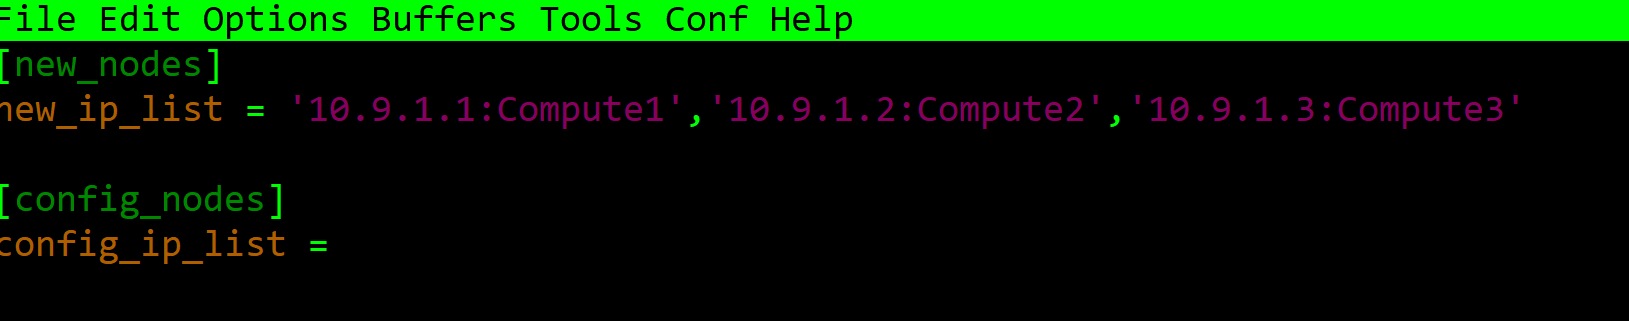 File Edit Options Buffers Tools Conf Help
[new_nodes]
new_ip_list = '10.9.1.1:Compute1','10.9.1.2:Compute2','10.9.1.3:Compute3'
[config_nodes]
config_ip_list =